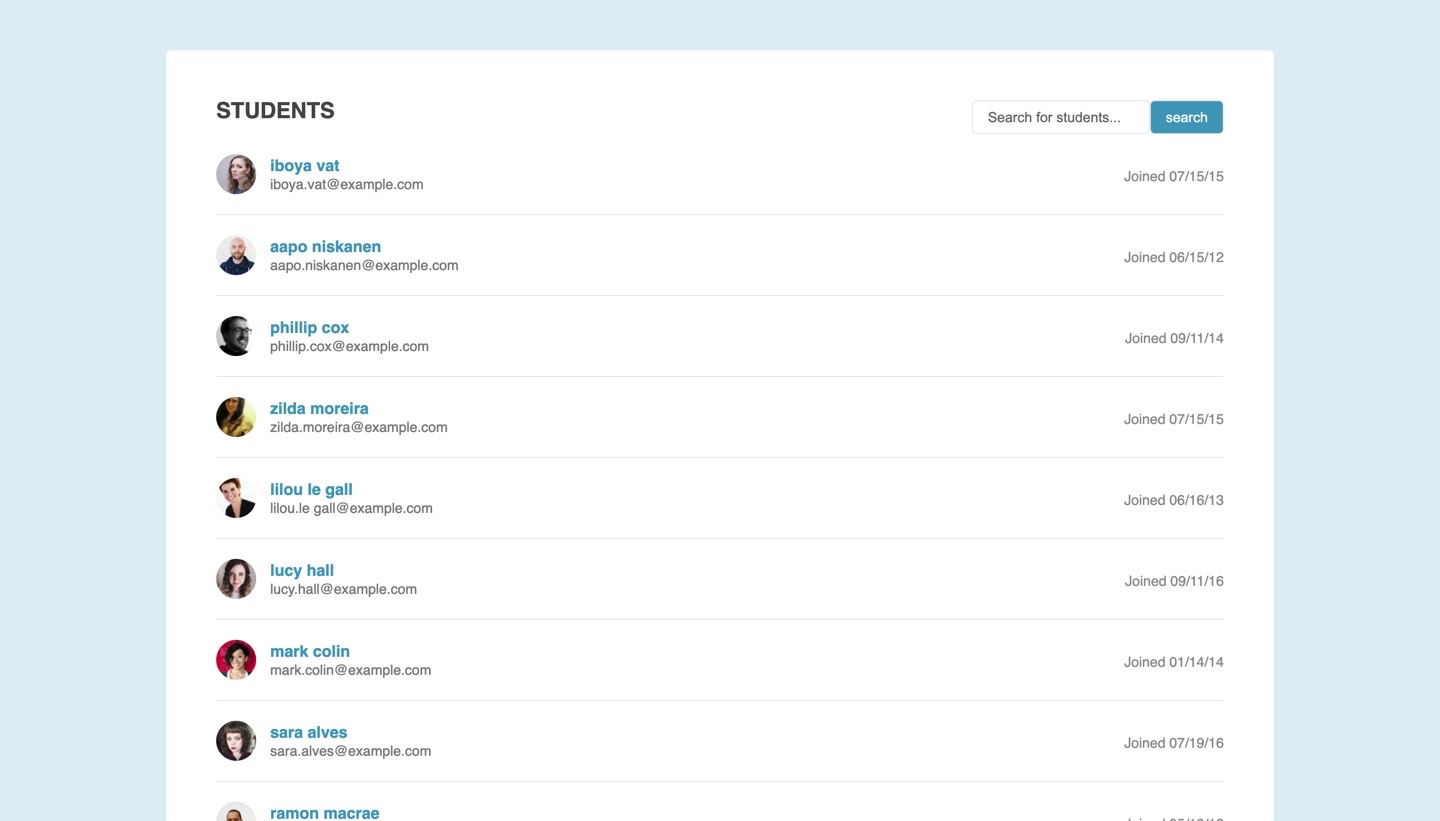 STUDENTS
Search for students...
search
iboya vat
iboya.vat@example.com
Joined 07/15/15
aapo niskanen
aapo.niskanen@example.com
Joined 06/15/12
phillip cox
phillip.cox@example.com
Joined 09/11/14
zilda moreira
zilda.moreira@example.com
Joined 07/15/15
lilou le gall
lilou.le gall@example.com
Joined 06/16/13
lucy hall
lucy.hall@example.com
Joined 09/11/16
mark colin
mark.colin@example.com
Joined 01/14/14
sara alves
sara.alves@example.com
Joined 07/19/16
ramon macrae